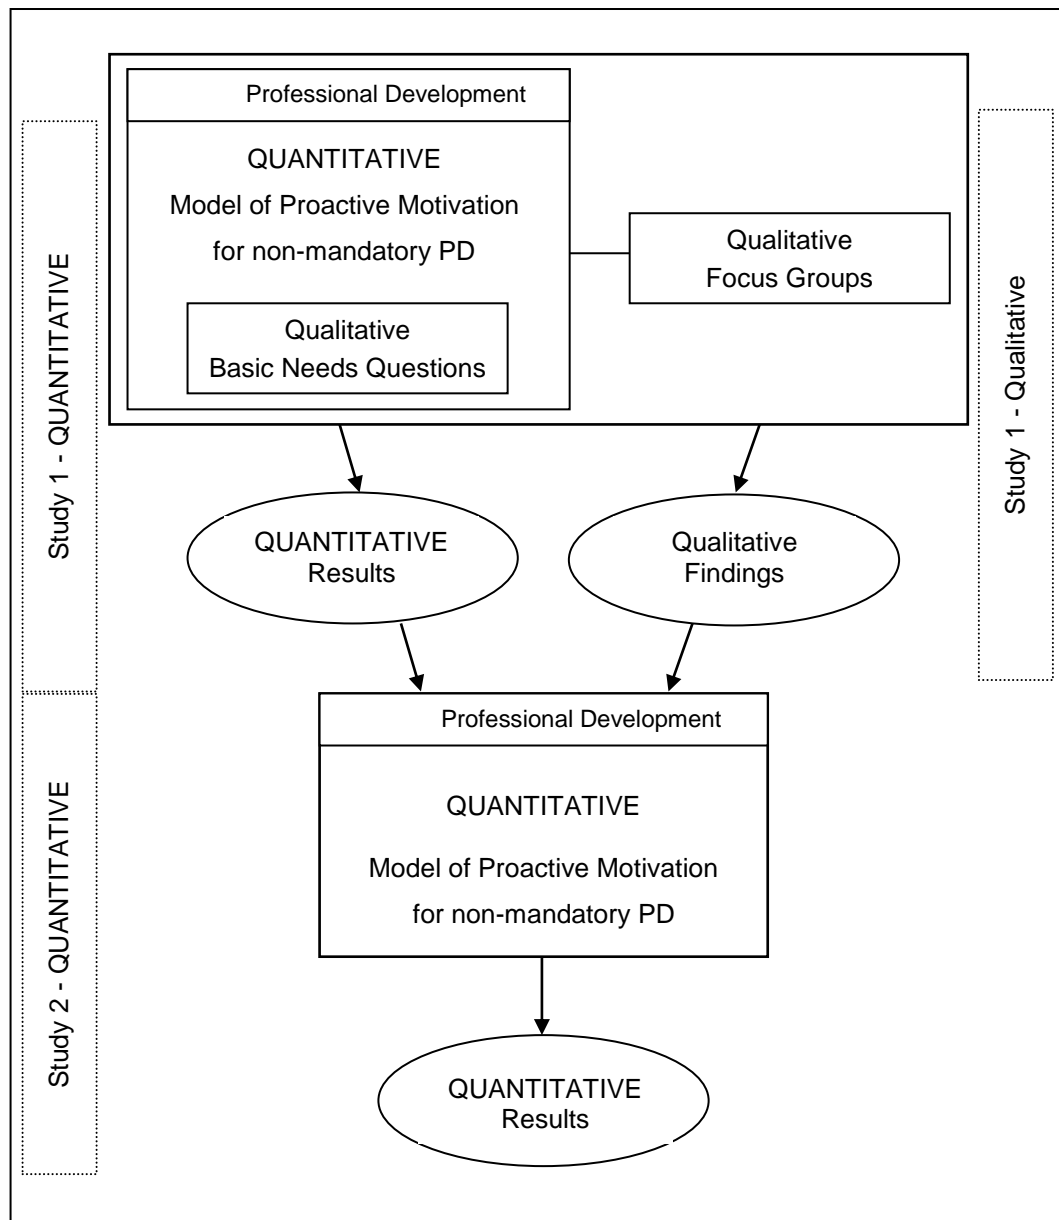 Professional Development
QUANTITATIVE
Model of Proactive Motivation
for non-mandatory PD
Qualitative
Basic Needs Questions
Qualitative
Focus Groups
Study 1 - QUANTITATIVE
Study 1 - Qualitative
QUANTITATIVE
Results
Qualitative
Findings
Study 2 - QUANTITATIVE
Professional Development
QUANTITATIVE
Model of Proactive Motivation
for non-mandatory PD
QUANTITATIVE
Results